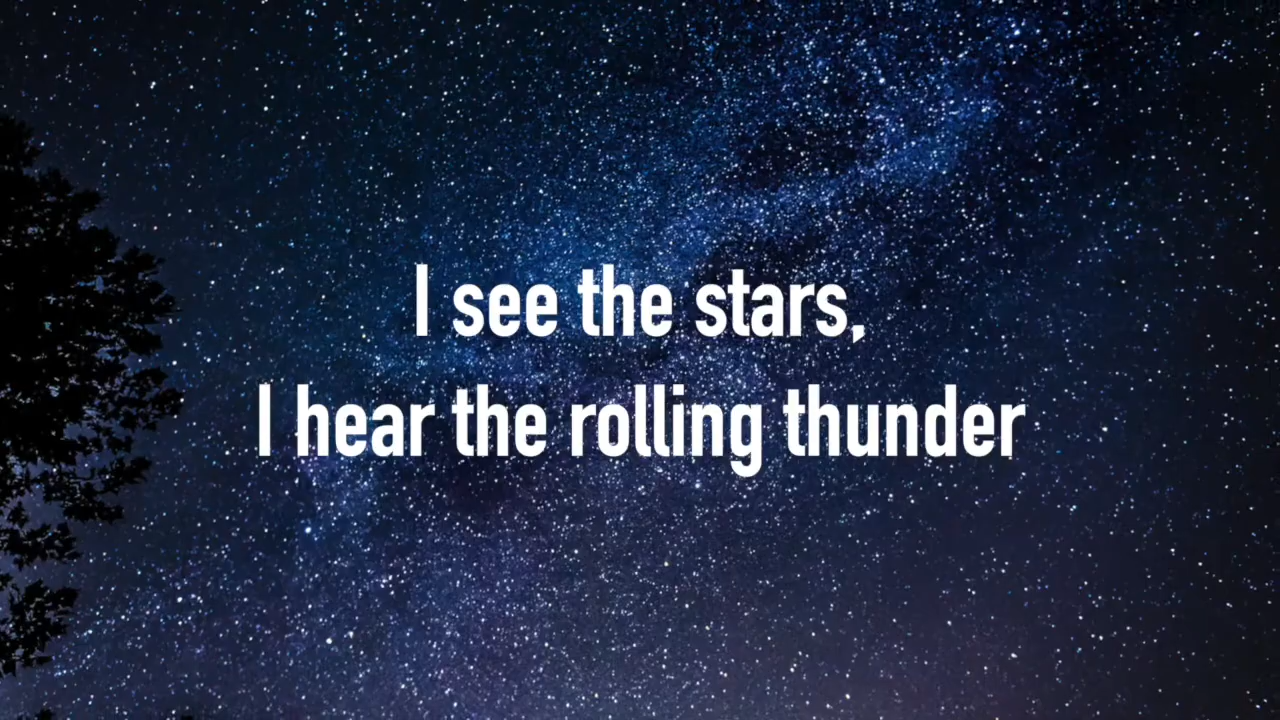 I see the stars,
I hear the rolling thunder